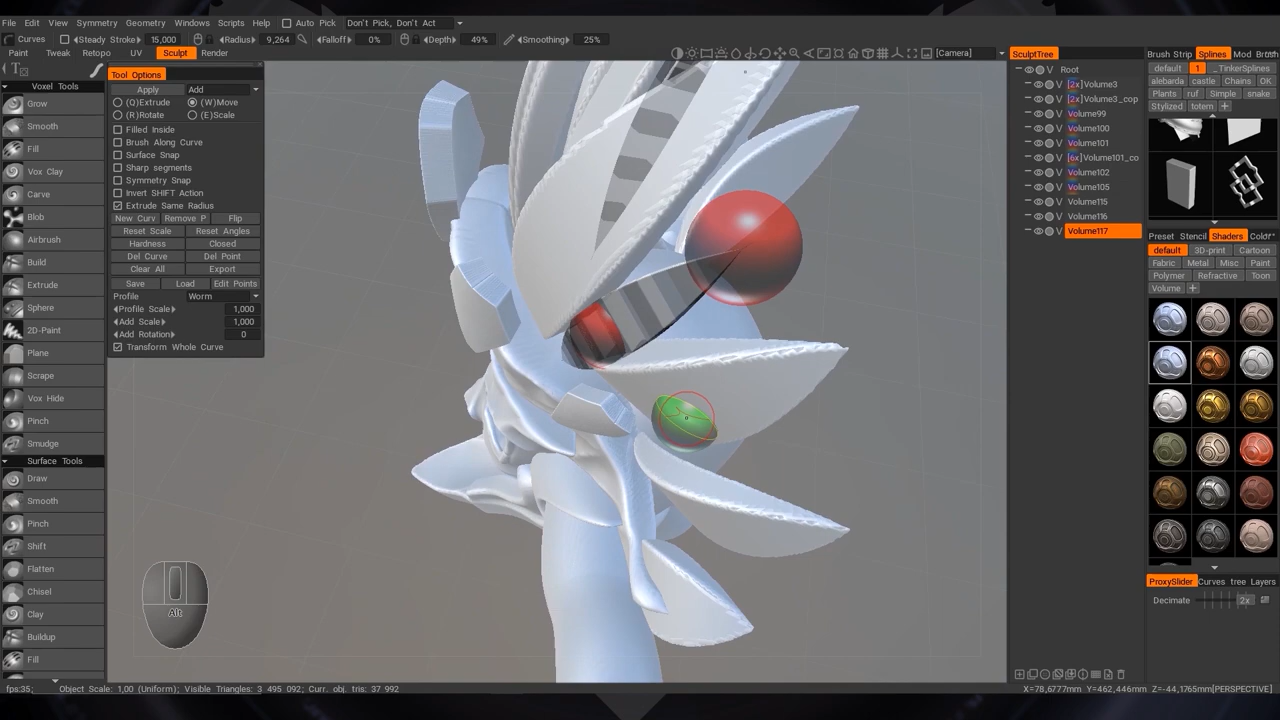 File Edit View Symmetry Geometry Windows Scripts Help Auto Pick Don't Pick, Don't Act
Curves Steady Stroke 15,000 Radius 9,264 Falloff 0% Depth 49% Smoothing 25%
Paint Tweak Retopo UV Sculpt Render [Camera]
Tool Options
Apply Add
(Q)Extrude (W)Move
(R)Rotate (E)Scale
Filled Inside
Brush Along Curve
Surface Snap
Sharp segments
Symmetry Snap
Invert SHIFT Action
Extrude Same Radius
New Curv Remove P Flip
Reset Scale Reset Angles
Hardness Closed
Del Curve Del Point
Clear All Export
Save Load Edit Points
Profile Worm
Profile Scale 1,000
Add Scale 1,000
Add Rotation 0
Transform Whole Curve
Voxel Tools
Grow
Smooth
Fill
Vox Clay
Carve
Blob
Airbrush
Build
Extrude
Sphere
2D-Paint
Plane
Scrape
Vox Hide
Pinch
Smudge
Surface Tools
Draw
Smooth
Pinch
Shift
Flatten
Chisel
Clay
Buildup
Fill
Alt
SculptTree
Root
V [2x]Volume3
V [2x]Volume3_cop
V Volume99
V Volume100
V Volume101
V [6x]Volume101_co
V Volume102
V Volume105
V Volume115
V Volume116
V Volume117
Brush Strip Splines Mod
default 1 _TinkerSplines
alebarda castle Chains OK
Plants ruf Simple snake
Stylized totem
Preset Stencil Shaders Color
default 3D-print Cartoon
Fabric Metal Misc Paint
Polymer Refractive Toon
Volume
ProxySlider Curves tree Layers
Decimate 2x
fps:35; Object Scale: 1,00 (Uniform); Visible Triangles: 3 495 092; Curr. obj. tris: 37 992
X=78,6777mm Y=462,446mm Z=-44,1765mm[PERSPECTIVE]